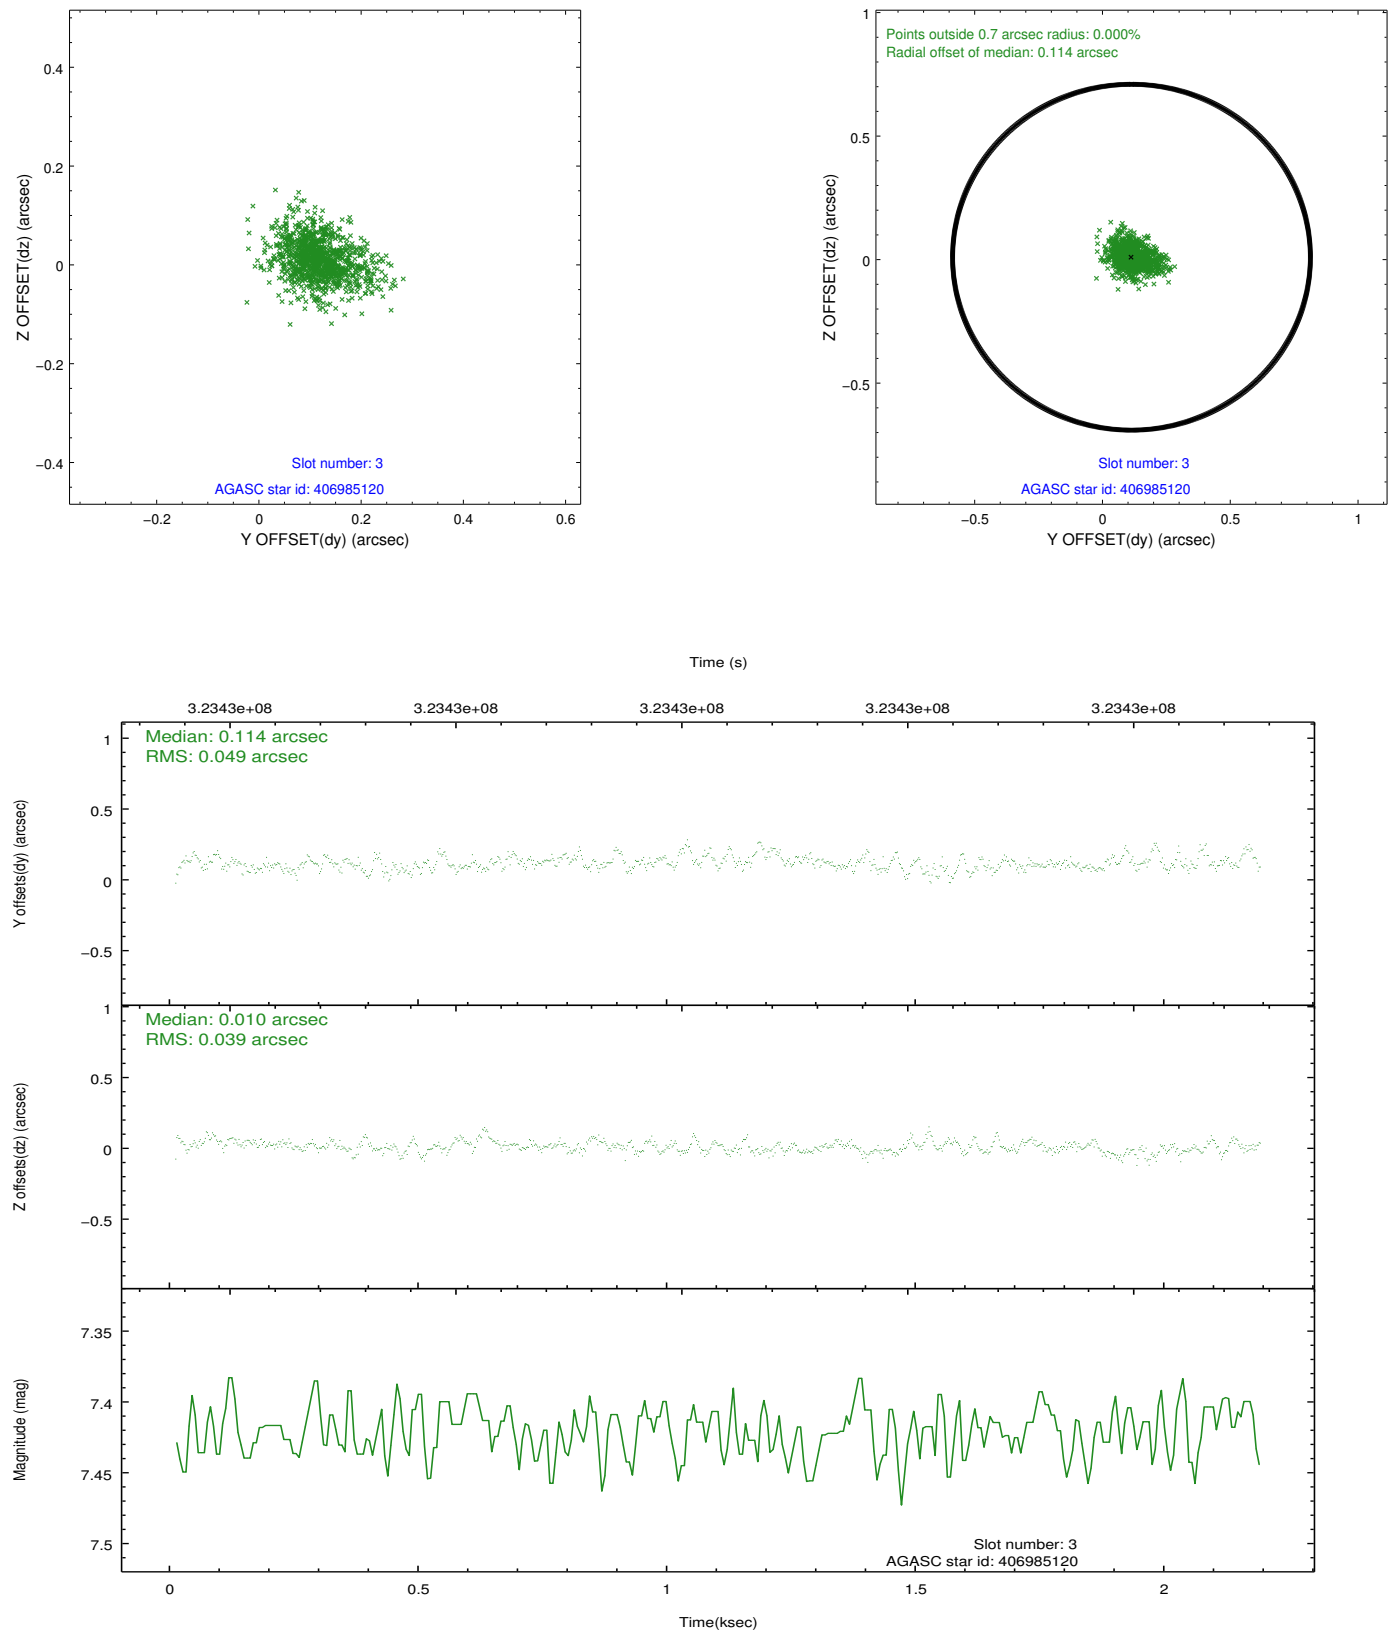 0.4
0.2
0
−0.2
−0.4
Z OFFSET(dz) (arcsec)
Slot number: 3
AGASC star id: 406985120
−0.2 0 0.2 0.4 0.6
Y OFFSET(dy) (arcsec)
Points outside 0.7 arcsec radius: 0.000%
Radial offset of median: 0.114 arcsec
1
0.5
0
−0.5
Z OFFSET(dz) (arcsec)
Slot number: 3
AGASC star id: 406985120
−0.5 0 0.5 1
Y OFFSET(dy) (arcsec)
Time (s)
3.2343e+08 3.2343e+08 3.2343e+08 3.2343e+08 3.2343e+08
Median: 0.114 arcsec
RMS: 0.049 arcsec
1
0.5
0
−0.5
Y offsets(dy) (arcsec)
Median: 0.010 arcsec
RMS: 0.039 arcsec
1
0.5
0
−0.5
Z offsets(dz) (arcsec)
7.35
7.4
7.45
7.5
Magnitude (mag)
Slot number: 3
AGASC star id: 406985120
0 0.5 1 1.5 2
Time(ksec)